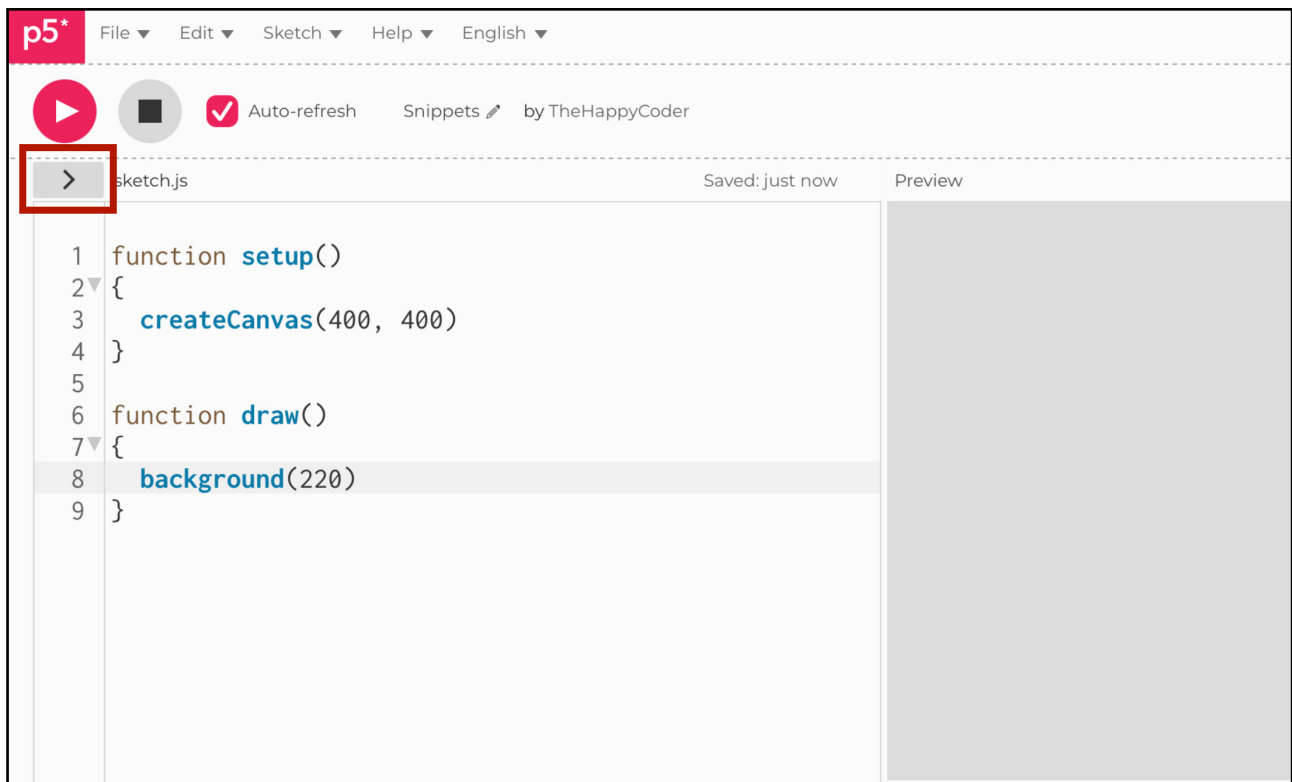 p5* File Edit Sketch Help English
Auto-refresh Snippets by TheHappyCoder
> sketch.js Saved: just now Preview
1 function setup()
2 {
3   createCanvas(400, 400)
4 }
5
6 function draw()
7 {
8   background(220)
9 }